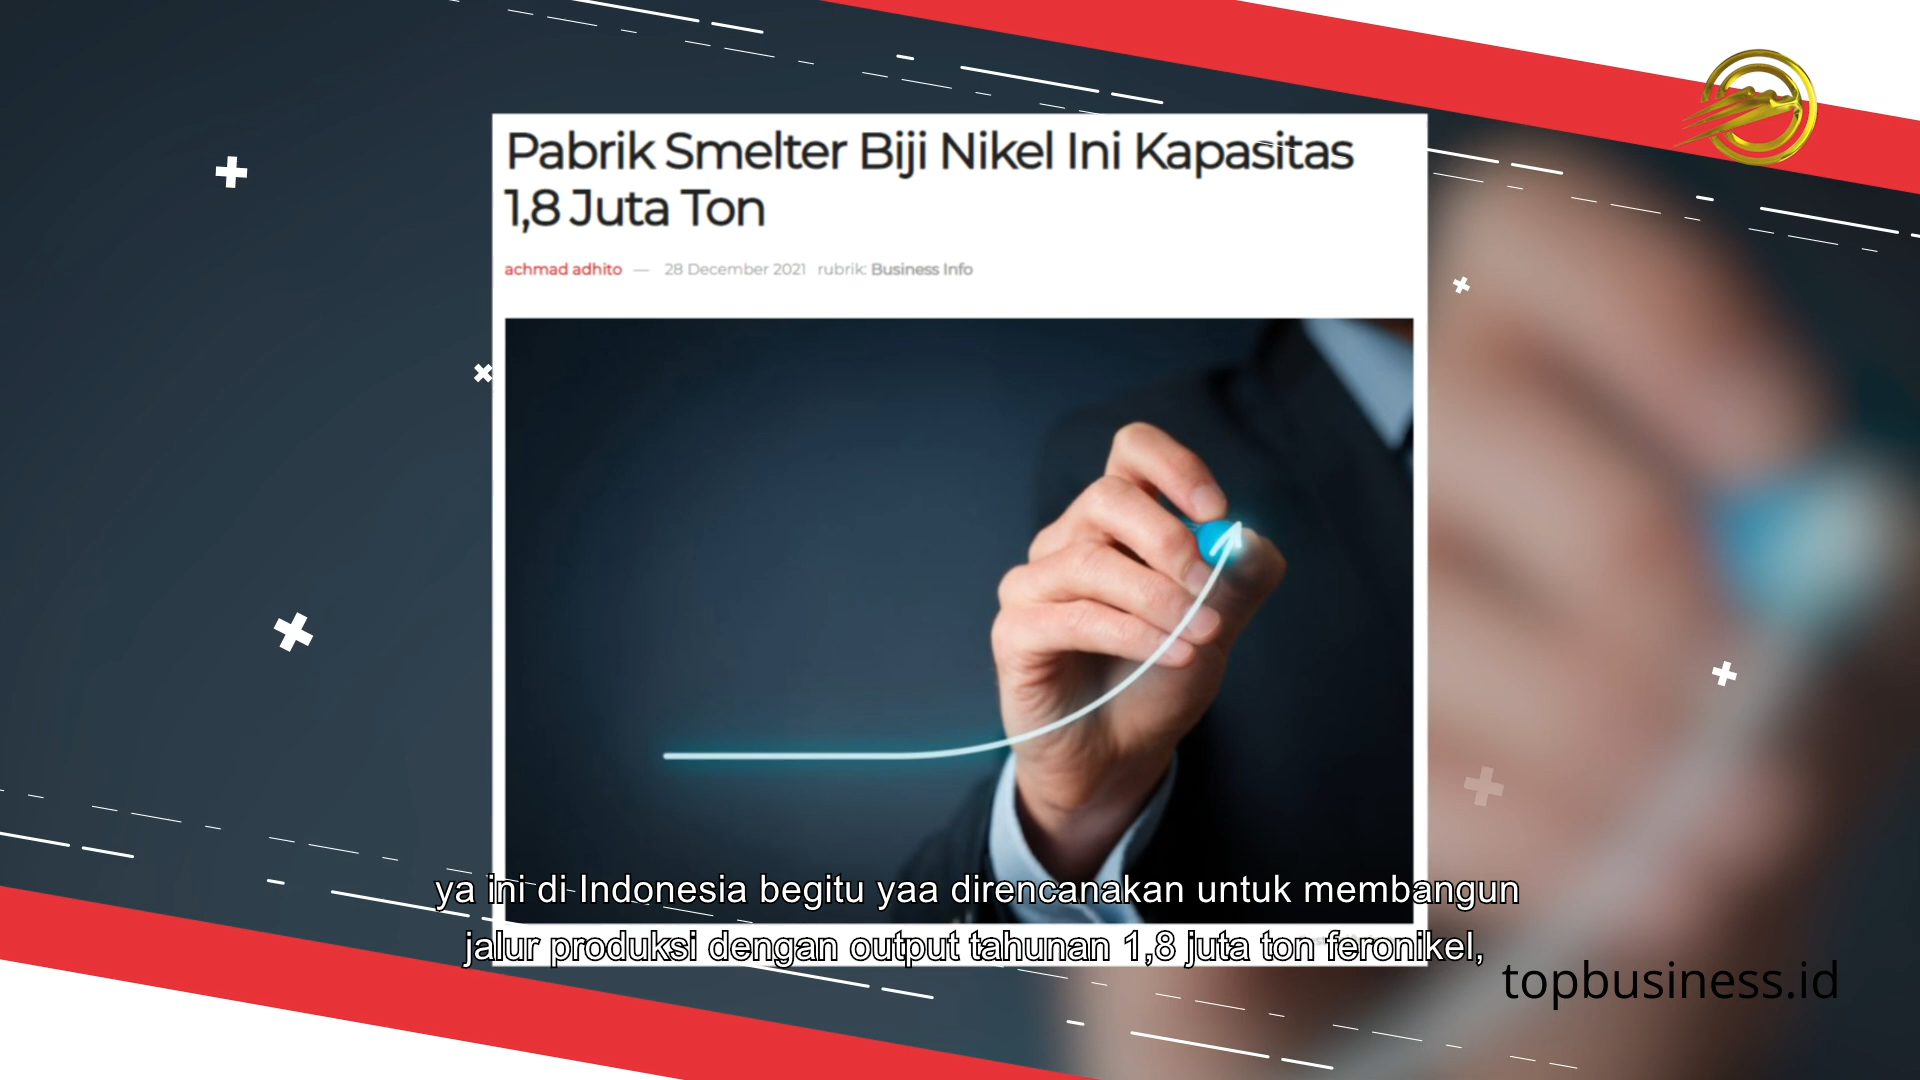 Pabrik Smelter Biji Nikel Ini Kapasitas
1,8 Juta Ton
achmad adhito — 28 December 2021 rubrik: Business Info
ya ini di Indonesia begitu yaa direncanakan untuk membangun
jalur produksi dengan output tahunan 1,8 juta ton feronikel,
topbusiness.id